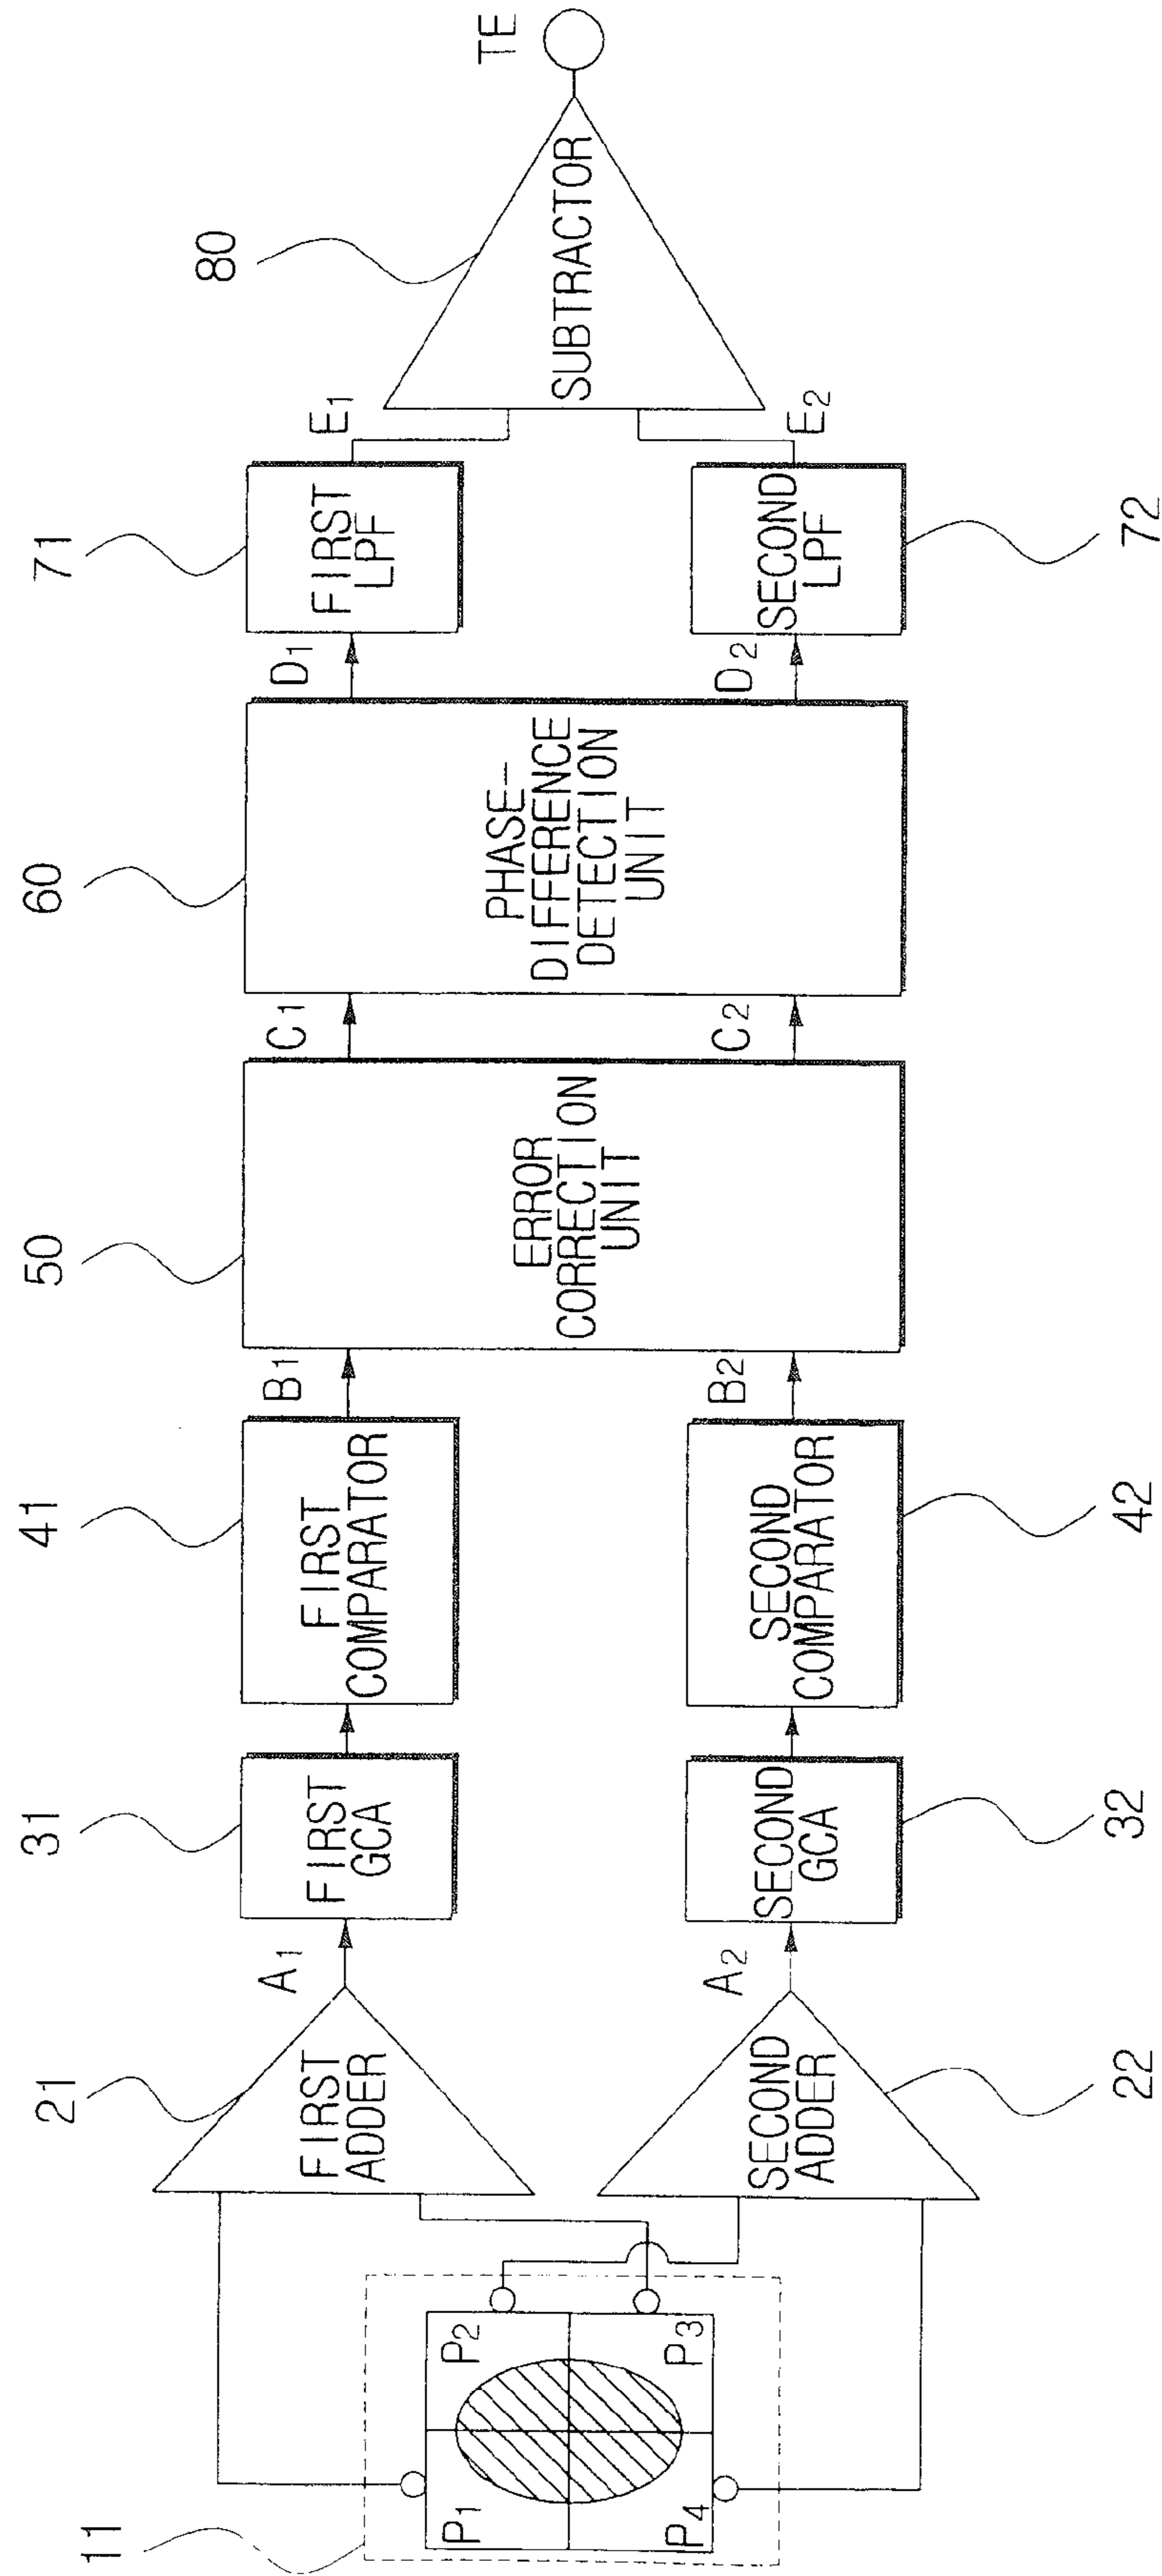 11
P1
P2
P3
P4
21
FIRST
ADDER
A1
31
FIRST
GCA
41
FIRST
COMPARATOR
B1
SECOND
ADDER
22
A2
SECOND
GCA
32
SECOND
COMPARATOR
42
B2
50
ERROR
CORRECTION
UNIT
C1
C2
60
PHASE-
DIFFERENCE
DETECTION
UNIT
D1
D2
71
FIRST
LPF
E1
SECOND
LPF
72
E2
80
SUBTRACTOR
TE